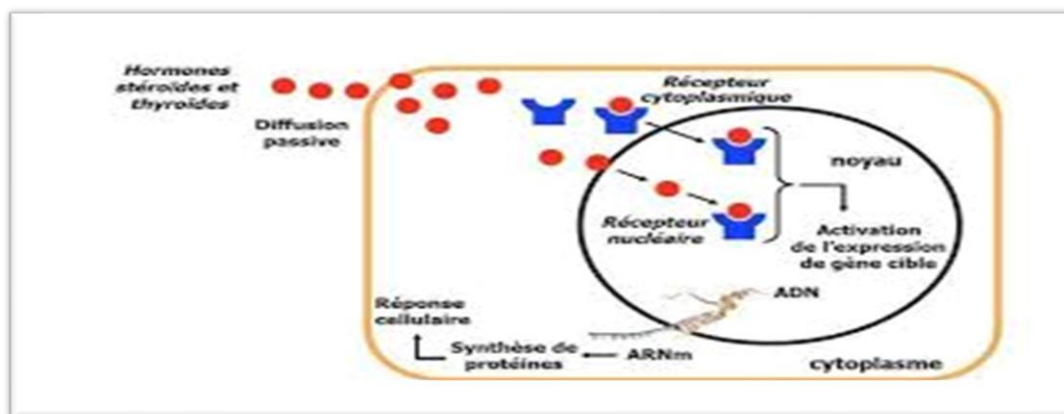 Hormones
stéroïdes et
thyroïdes
Diffusion
passive
Récepteur
cytoplasmique
noyau
Récepteur
nucléaire
Activation
de l'expression
de gène cible
ADN
Réponse
cellulaire
Synthèse de
protéines
ARNm
cytoplasme